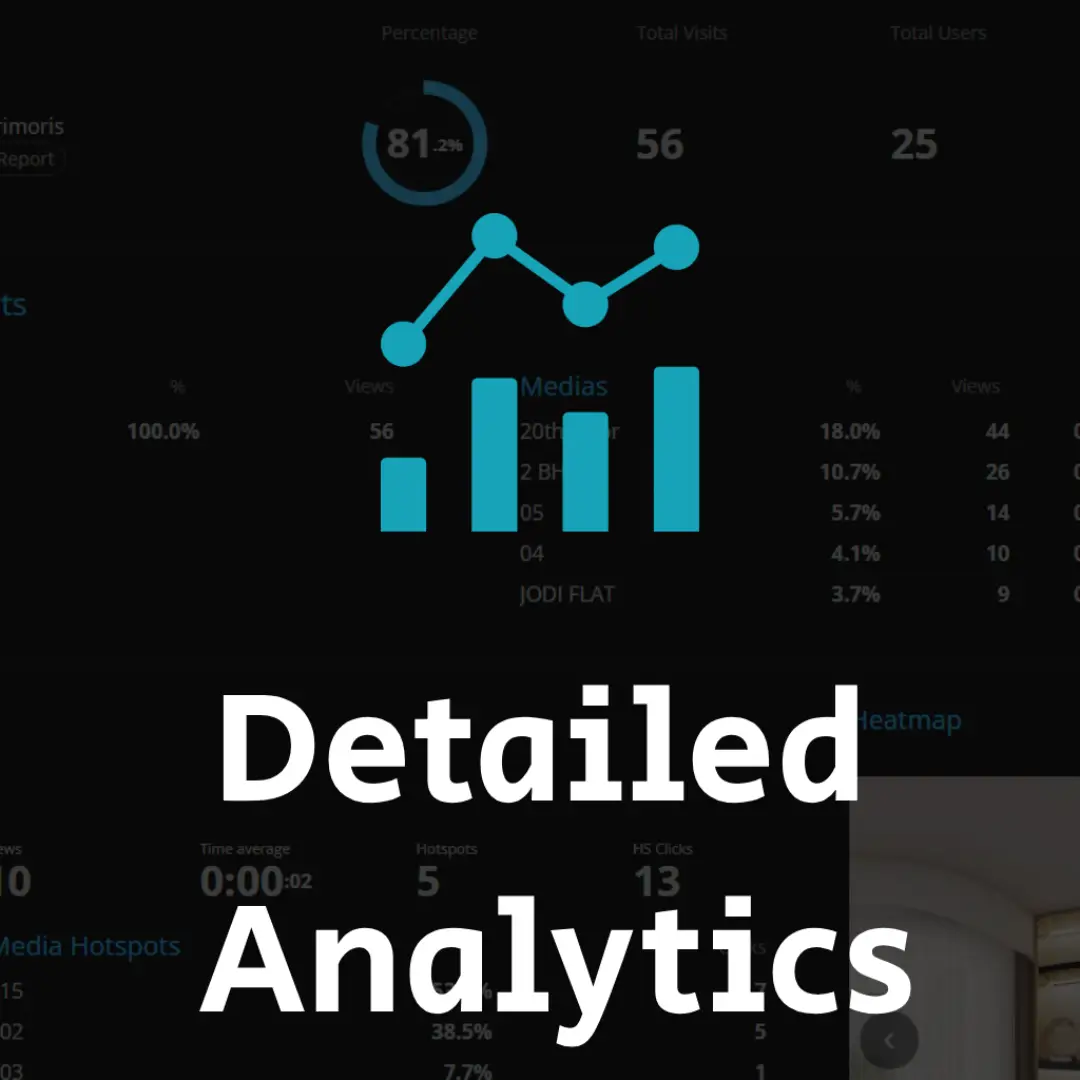 Percentage Total Visits Total Users
rimoris
Report
81.2% 56 25
ts
% Views Medias % Views
100.0% 56 20th 18.0% 44
2 BH 10.7% 26
05 5.7% 14
04 4.1% 10
JODI FLAT 3.7% 9
Detailed
Heatmap
ews Time average Hotspots HS Clicks
10 0:00:02 5 13
Analytics
Media Hotspots
15 7
02 38.5% 5
03 7.7% 1